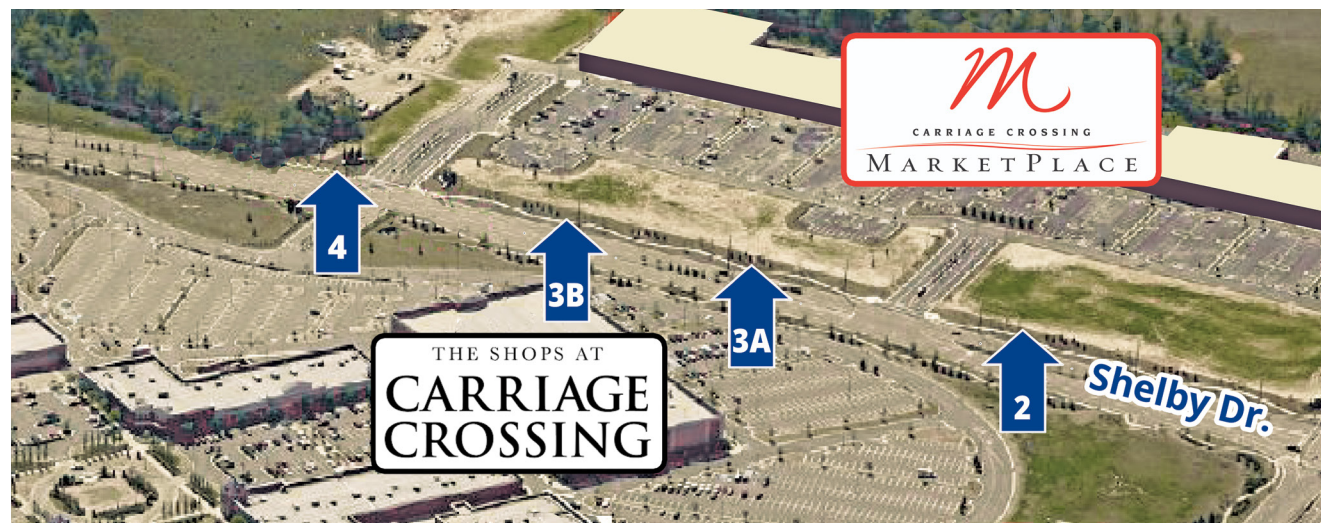 M
CARRIAGE CROSSING
MARKETPLACE
4
3B
3A
2
Shelby Dr.
THE SHOPS AT
CARRIAGE
CROSSING